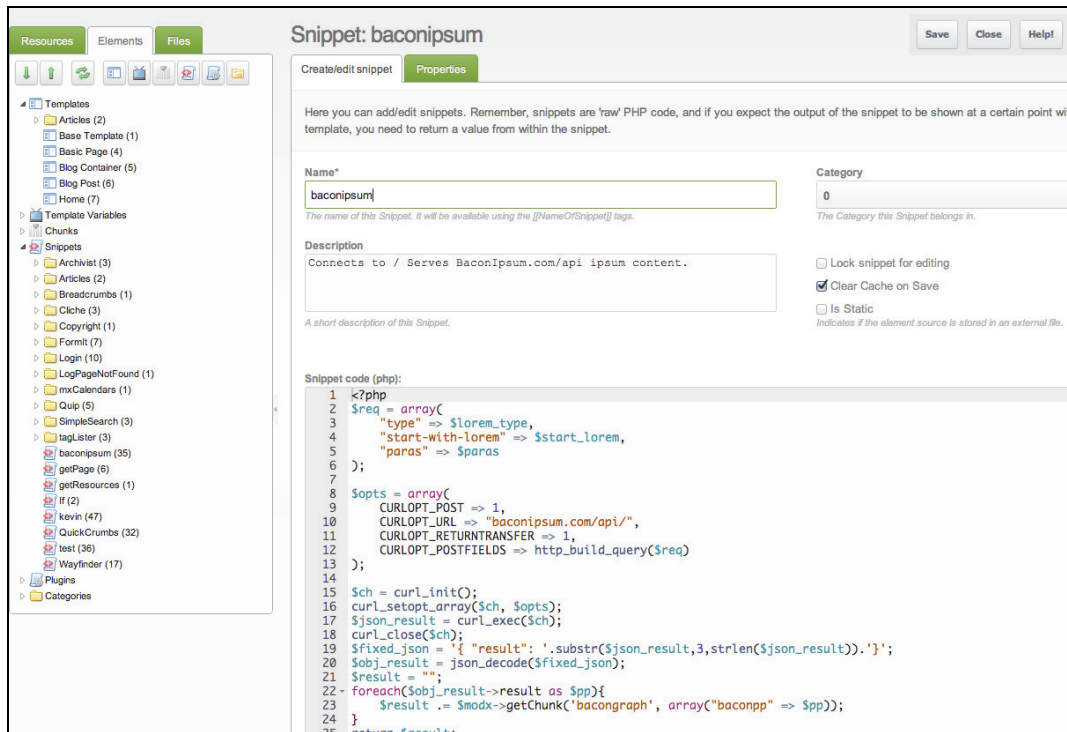 Resources Elements Files
Templates
Articles (2)
Base Template (1)
Basic Page (4)
Blog Container (5)
Blog Post (6)
Home (7)
Template Variables
Chunks
Snippets
Archivist (3)
Articles (2)
Breadcrumbs (1)
Cliche (3)
Copyright (1)
FormIt (7)
Login (10)
LogPageNotFound (1)
mxCalendars (1)
Quip (5)
SimpleSearch (3)
tagLister (3)
baconipsum (35)
getPage (6)
getResources (1)
If (2)
kevin (47)
QuickCrumbs (32)
test (36)
Wayfinder (17)
Plugins
Categories
Snippet: baconipsum
Save Close Help!
Create/edit snippet Properties
Here you can add/edit snippets. Remember, snippets are 'raw' PHP code, and if you expect the output of the snippet to be shown at a certain point wi
template, you need to return a value from within the snippet.
Name*
baconipsum
The name of this Snippet. It will be available using the [[NameOfSnippet]] tags.
Category
0
The Category this Snippet belongs in.
Description
Connects to / Serves BaconIpsum.com/api ipsum content.
A short description of this Snippet.
Lock snippet for editing
Clear Cache on Save
Is Static
Indicates if the element source is stored in an external file.
Snippet code (php):
1 <?php
2 $req = array(
3 "type" => $lorem_type,
4 "start-with-lorem" => $start_lorem,
5 "paras" => $paras
6 );
7
8 $opts = array(
9 CURLOPT_POST => 1,
10 CURLOPT_URL => "baconipsum.com/api/",
11 CURLOPT_RETURNTRANSFER => 1,
12 CURLOPT_POSTFIELDS => http_build_query($req)
13 );
14
15 $ch = curl_init();
16 curl_setopt_array($ch, $opts);
17 $json_result = curl_exec($ch);
18 curl_close($ch);
19 $fixed_json = '{ "result": '.substr($json_result,3,strlen($json_result)).'}';
20 $obj_result = json_decode($fixed_json);
21 $result = "";
22 foreach($obj_result->result as $pp){
23 $result .= $modx->getChunk('bacongraph', array("baconpp" => $pp));
24 }
25 return $result;